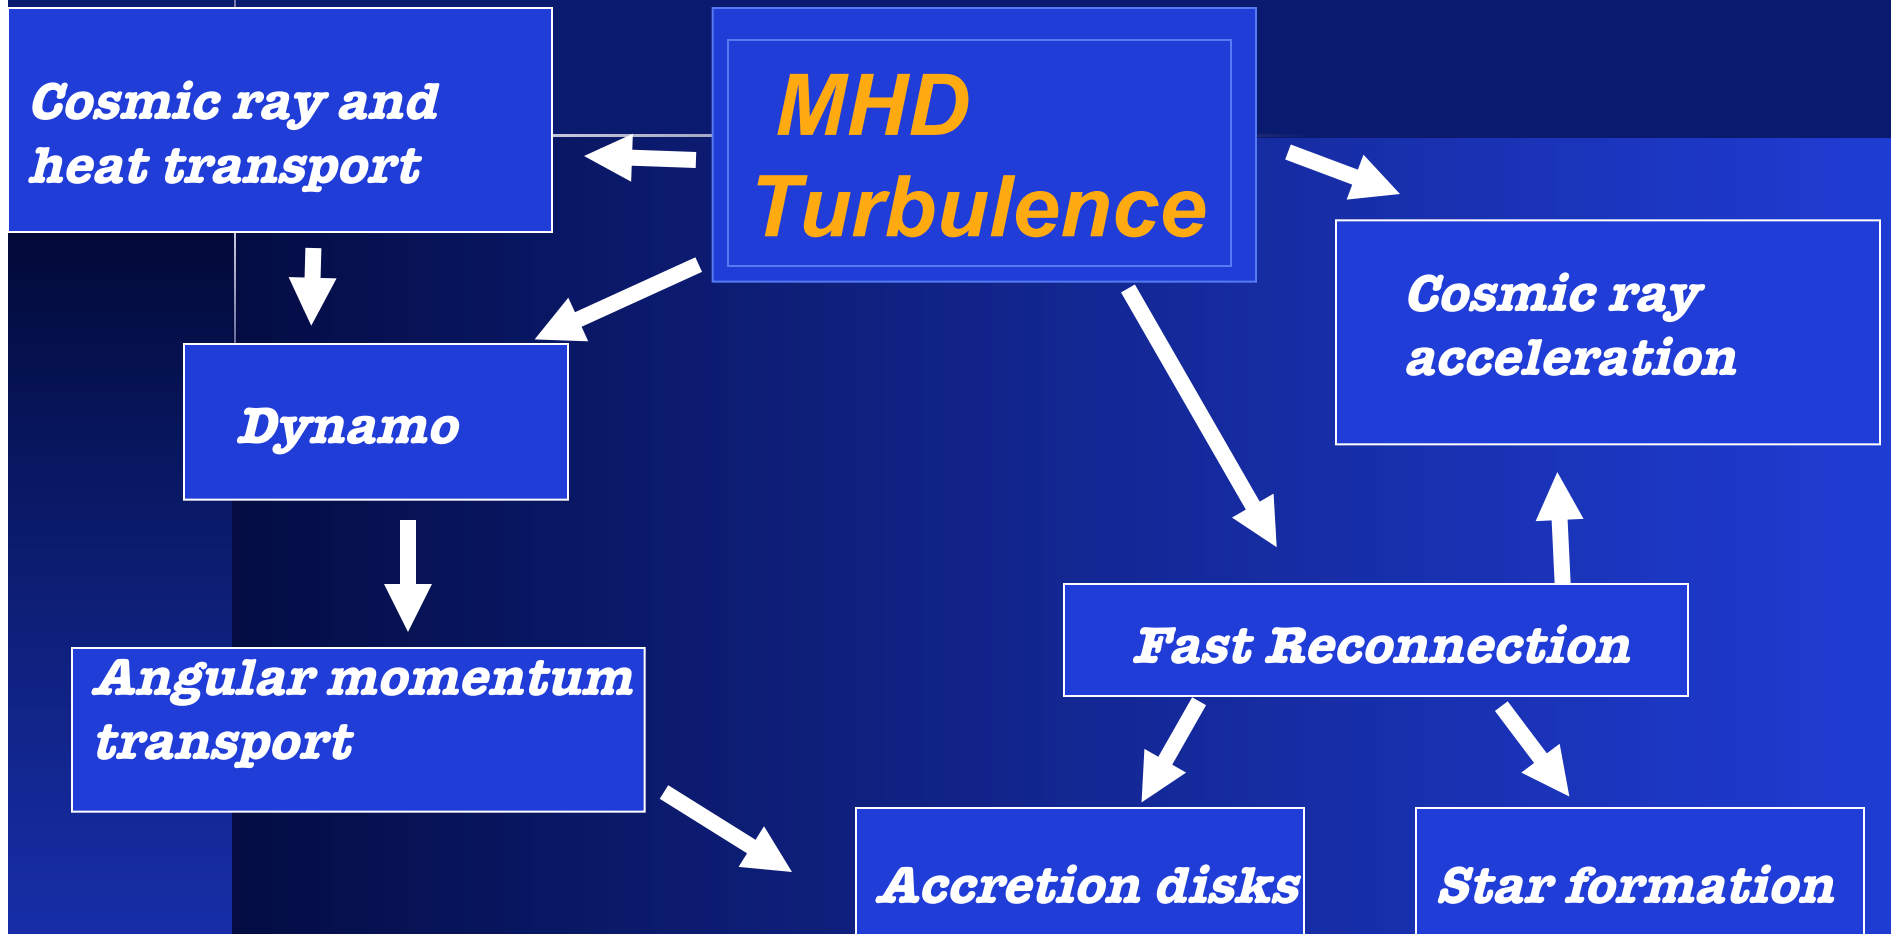 Cosmic ray and
heat transport
MHD
Turbulence
Cosmic ray
acceleration
Dynamo
Fast Reconnection
Angular momentum
transport
Accretion disks
Star formation